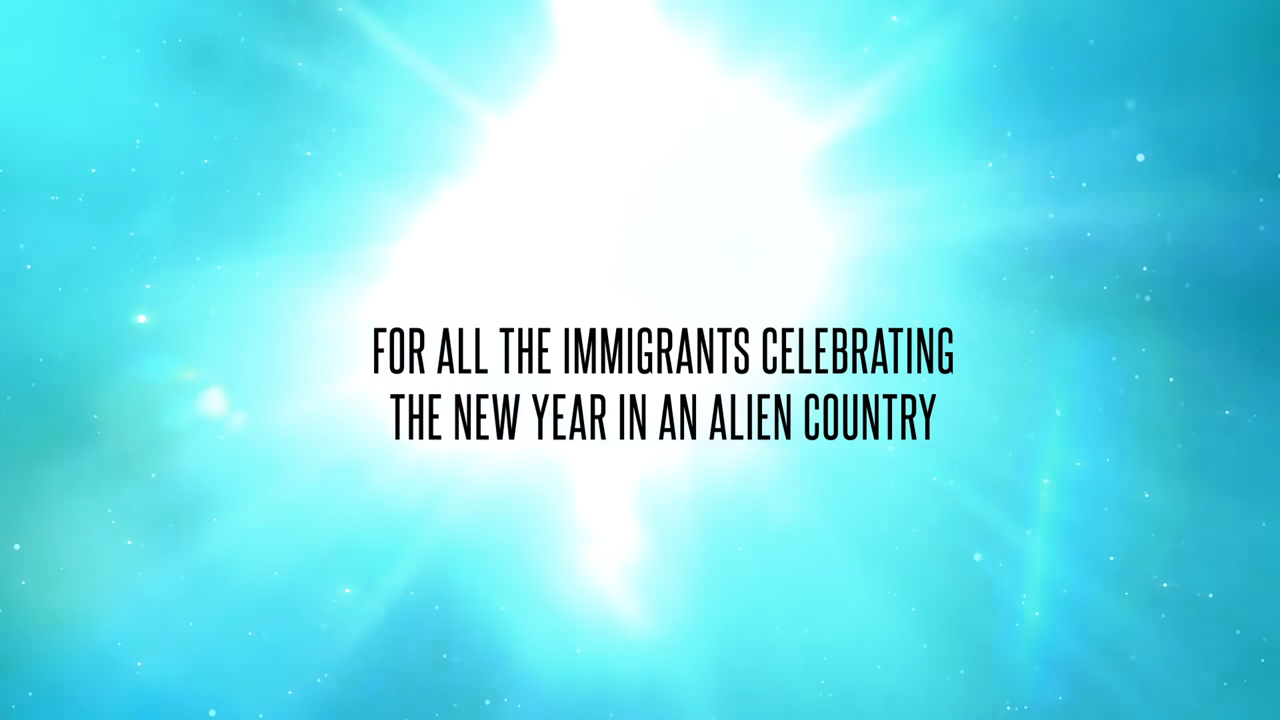 FOR ALL THE IMMIGRANTS CELEBRATING
THE NEW YEAR IN AN ALIEN COUNTRY